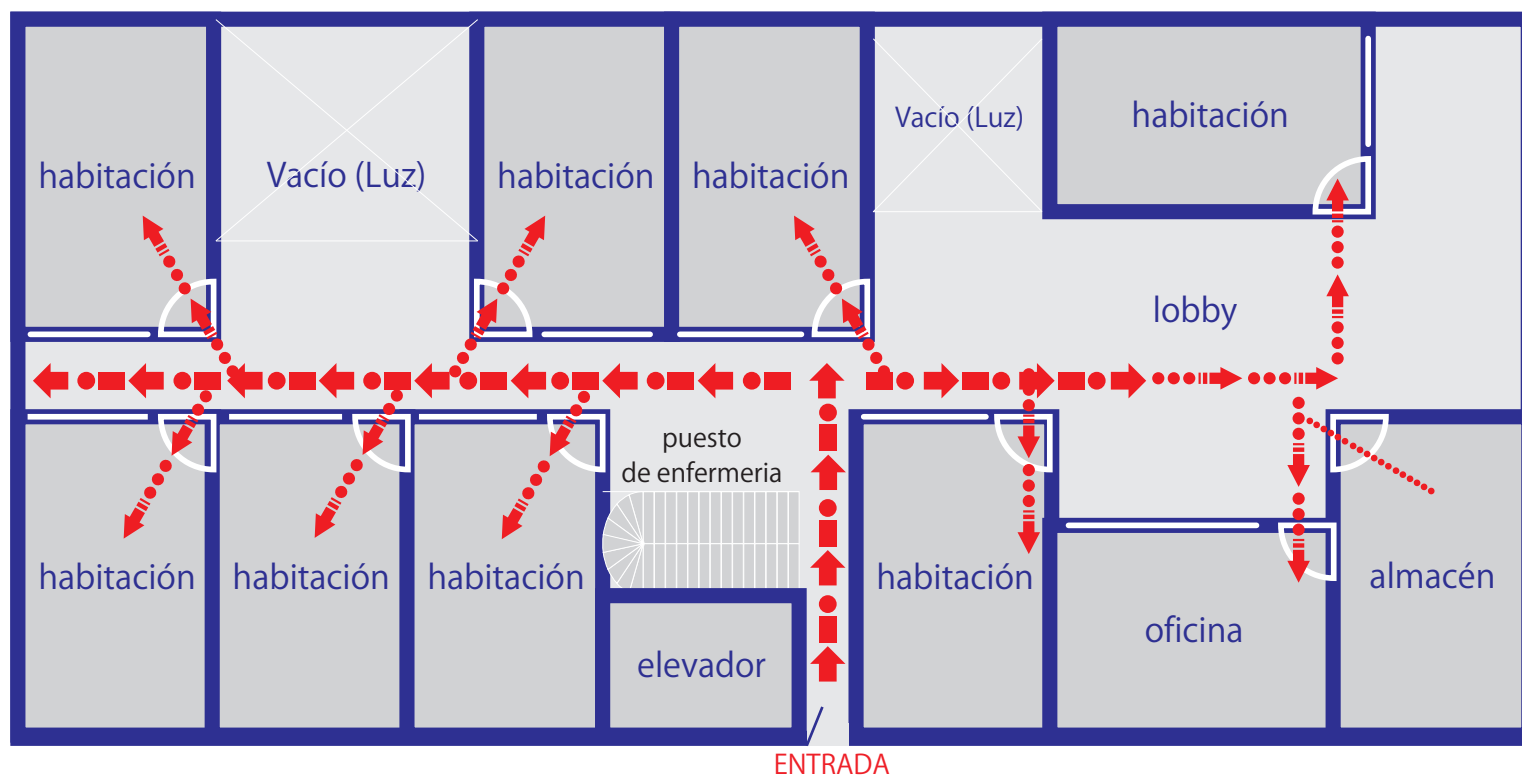 Vacío (Luz)
habitación
habitación
Vacío (Luz)
habitación
habitación
lobby
puesto
de enfermeria
habitación
habitación
habitación
habitación
almacén
oficina
elevador
ENTRADA